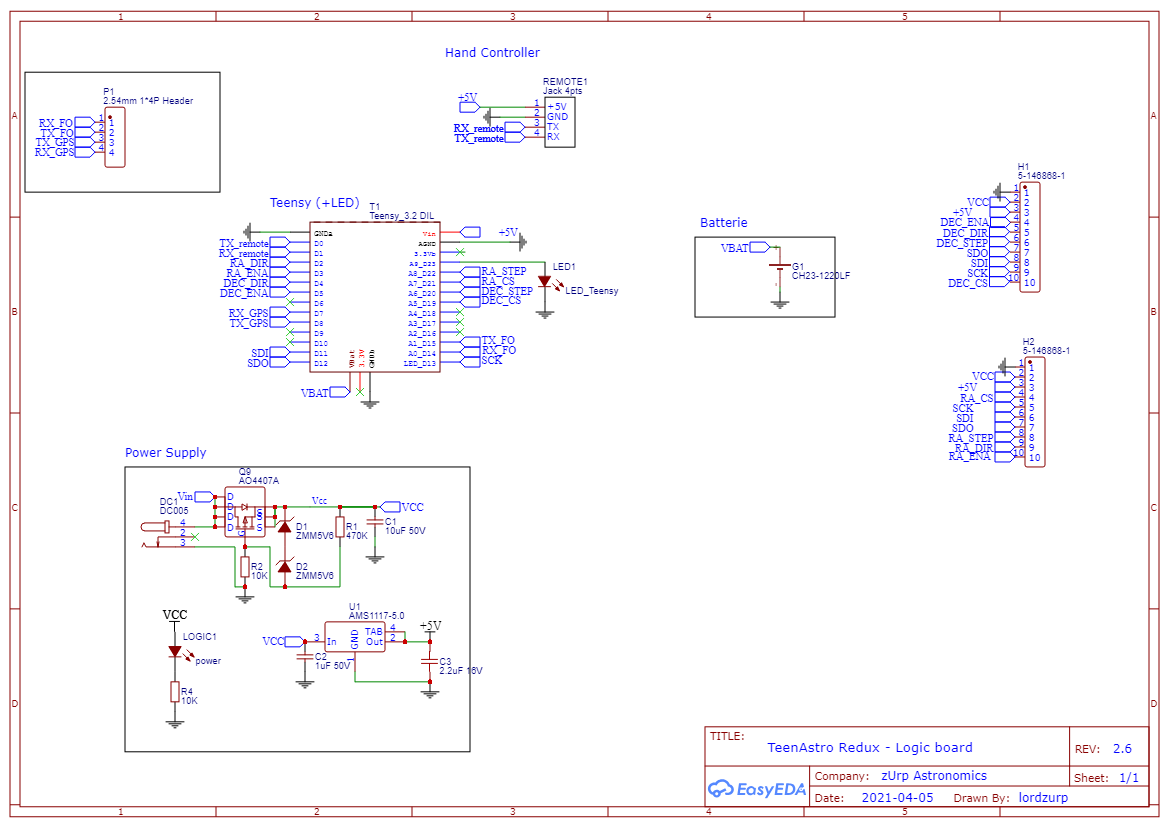 1 2 3 4 5
A
B
C
D
A
B
C
D
Hand Controller
REMOTE1
Jack 4pts
+5V
RX_remote
TX_remote
1 +5V
2 GND
3 TX
4 RX
P1
2.54mm 1*4P Header
RX_FO 1 1
TX_FO 2 2
TX_GPS 3 3
RX_GPS 4 4
Teensy (+LED)
T1
Teensy_3.2 DIL
TX_remote
RX_remote
RA_DIR
RA_ENA
DEC_DIR
DEC_ENA
RX_GPS
TX_GPS
SDI
SDO
GNDa
D0
D1
D2
D3
D4
D5
D6
D7
D8
D9
D10
D11
D12
Vin
AGND
3.3Vb
A9_D23
A8_D22
A7_D21
A6_D20
A5_D19
A4_D18
A3_D17
A2_D16
A1_D15
A0_D14
LED_D13
VBat
3.3V
GNDb
VBAT
+5V
RA_STEP
RA_CS
DEC_STEP
DEC_CS
TX_FO
RX_FO
SCK
LED1
LED_Teensy
Batterie
VBAT
+
-
G1
CH23-1220LF
H1
5-146868-1
VCC
+5V
DEC_ENA
DEC_DIR
DEC_STEP
SDO
SDI
SCK
DEC_CS
1 1
2 2
3 3
4 4
5 5
6 6
7 7
8 8
9 9
10 10
H2
5-146868-1
VCC
+5V
RA_CS
SCK
SDI
SDO
RA_STEP
RA_DIR
RA_ENA
1 1
2 2
3 3
4 4
5 5
6 6
7 7
8 8
9 9
10 10
Power Supply
Q9
AO4407A
Vin
DC1
DC005
4
2
3
D
D
D
D
S
S
S
G
Vcc
VCC
D1
ZMM5V6
D2
ZMM5V6
R1
470K
C1
10uF 50V
R2
10K
VCC
LOGIC1
power
R4
10K
U1
AMS1117-5.0
VCC
3 In
GND
1
TAB 4
Out 2
+5V
C2
1uF 50V
C3
2.2uF 16V
TITLE:
TeenAstro Redux - Logic board
REV: 2.6
EasyEDA
Company: zUrp Astronomics
Sheet: 1/1
Date: 2021-04-05 Drawn By: lordzurp
1 2 3 4 5